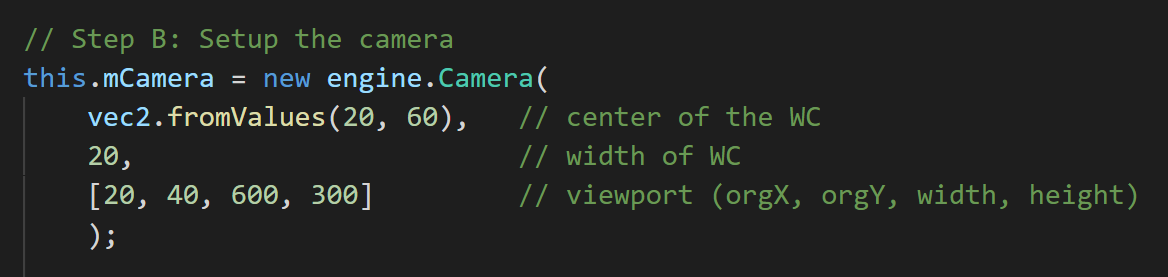 // Step B: Setup the camera
this.mCamera = new engine.Camera(
vec2.fromValues(20, 60),   // center of the WC
20,                        // width of WC
[20, 40, 600, 300]         // viewport (orgX, orgY, width, height)
);